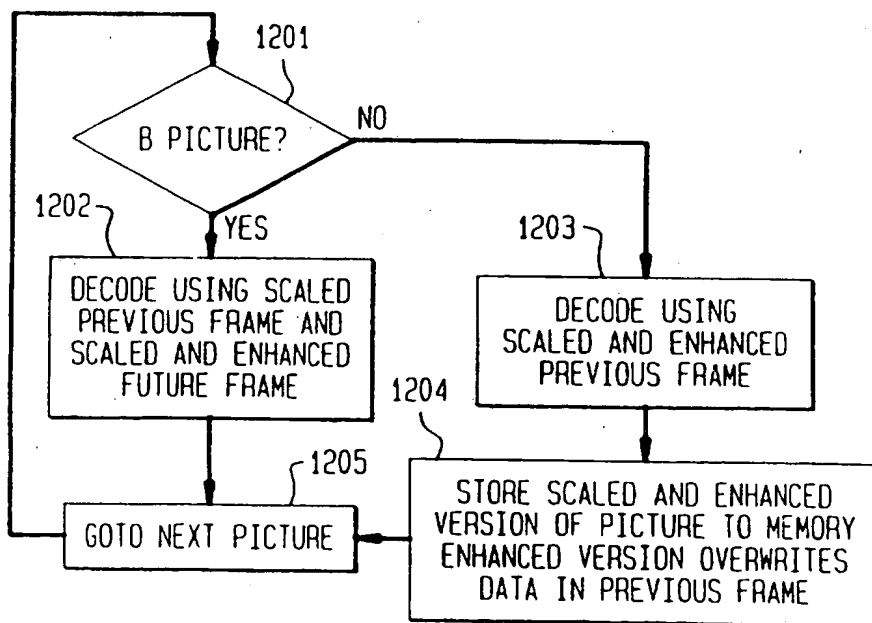 1201
B PICTURE?
NO
YES
1202
DECODE USING SCALED
PREVIOUS FRAME AND
SCALED AND ENHANCED
FUTURE FRAME
1203
DECODE USING
SCALED AND ENHANCED
PREVIOUS FRAME
1204
STORE SCALED AND ENHANCED
VERSION OF PICTURE TO MEMORY
ENHANCED VERSION OVERWRITES
DATA IN PREVIOUS FRAME
1205
GOTO NEXT PICTURE